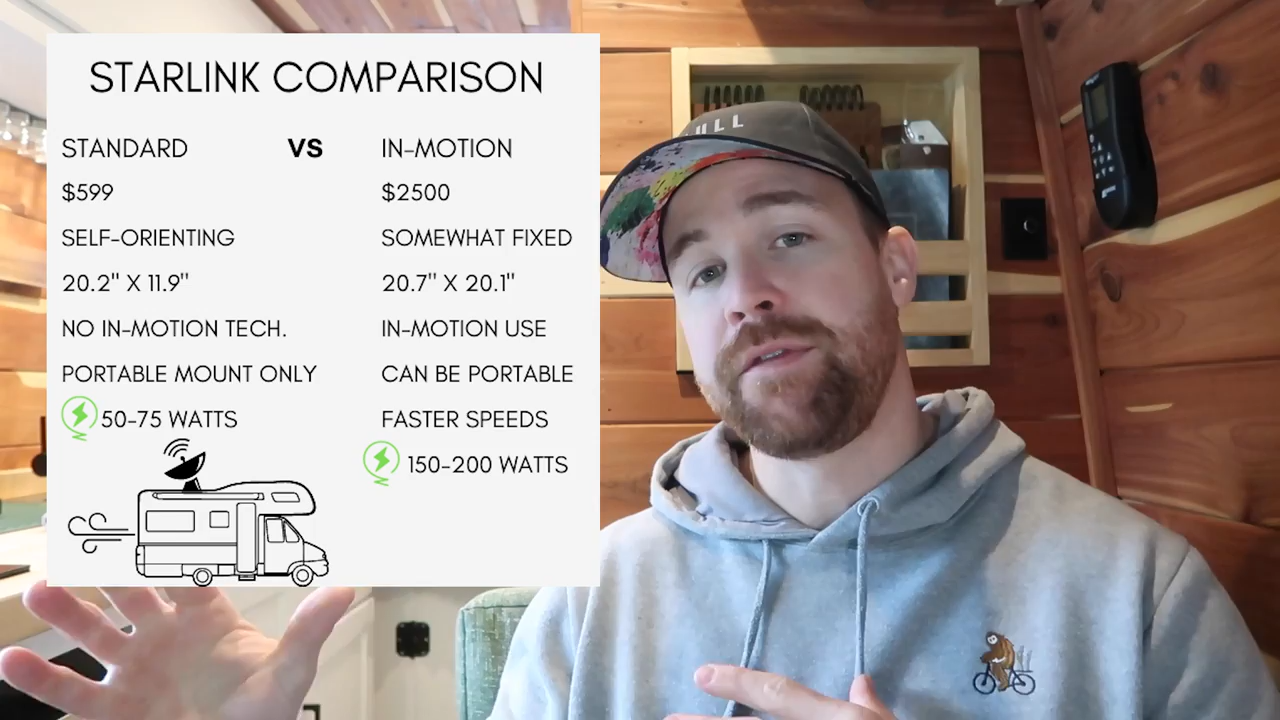 STARLINK COMPARISON
STANDARD VS IN-MOTION
$599 $2500
SELF-ORIENTING SOMEWHAT FIXED
20.2" X 11.9" 20.7" X 20.1"
NO IN-MOTION TECH. IN-MOTION USE
PORTABLE MOUNT ONLY CAN BE PORTABLE
50-75 WATTS FASTER SPEEDS
150-200 WATTS